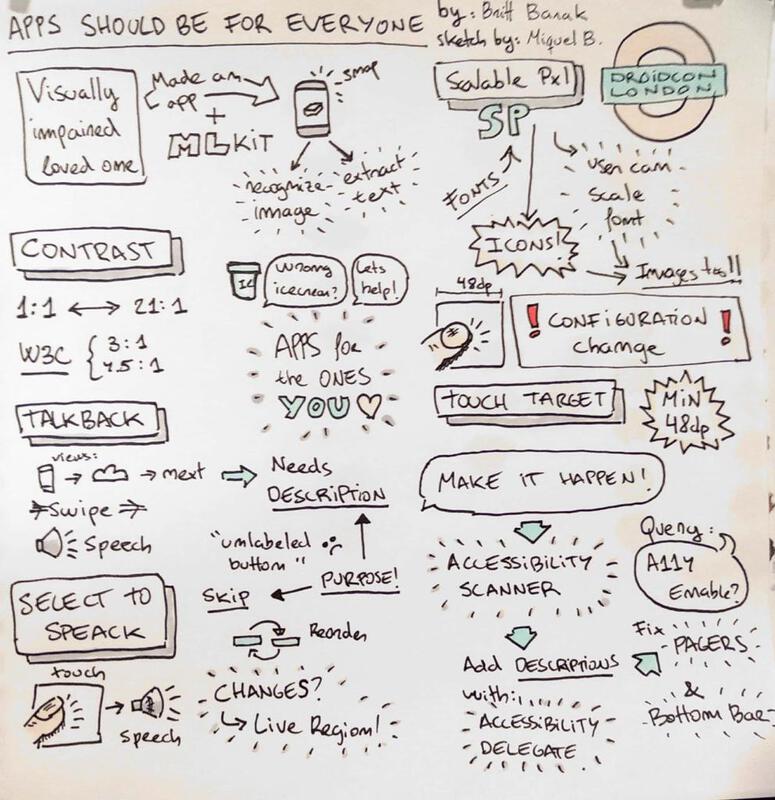 APPS SHOULD BE FOR EVERYONE
by: Britt Barak
sketch by: Miquel B.
DROIDCON
LONDON
Visually
impaired
loved one
Made an
app
+
MLKIT
snap
recognize
image
extract
text
Scalable Pxl
SP
FONTS
user can
scale
font
ICONS!
Images too!!
CONTRAST
1:1 ↔ 21:1
W3C { 3:1
4.5:1
IC
Wrong
icecream?
Lets
help!
APPS for
the ONES
YOU ♡
48dp
! CONFIGURATION !
change
TOUCH TARGET
MiN
48dp
TALKBACK
views:
→ → next
Swipe
Speech
Needs
DESCRIPTION
"unlabeled
button"
PURPOSE!
SKIP
Reorder
CHANGES?
↳ Live Region!
SELECT TO
SPEACK
touch
speech
MAKE IT HAPPEN!
ACCESSIBILITY
SCANNER
Query:
A11Y
Enable?
Add DESCRIPTIONS
with:
ACCESSIBILITY
DELEGATE
Fix
PAGERS
&
Bottom Bar